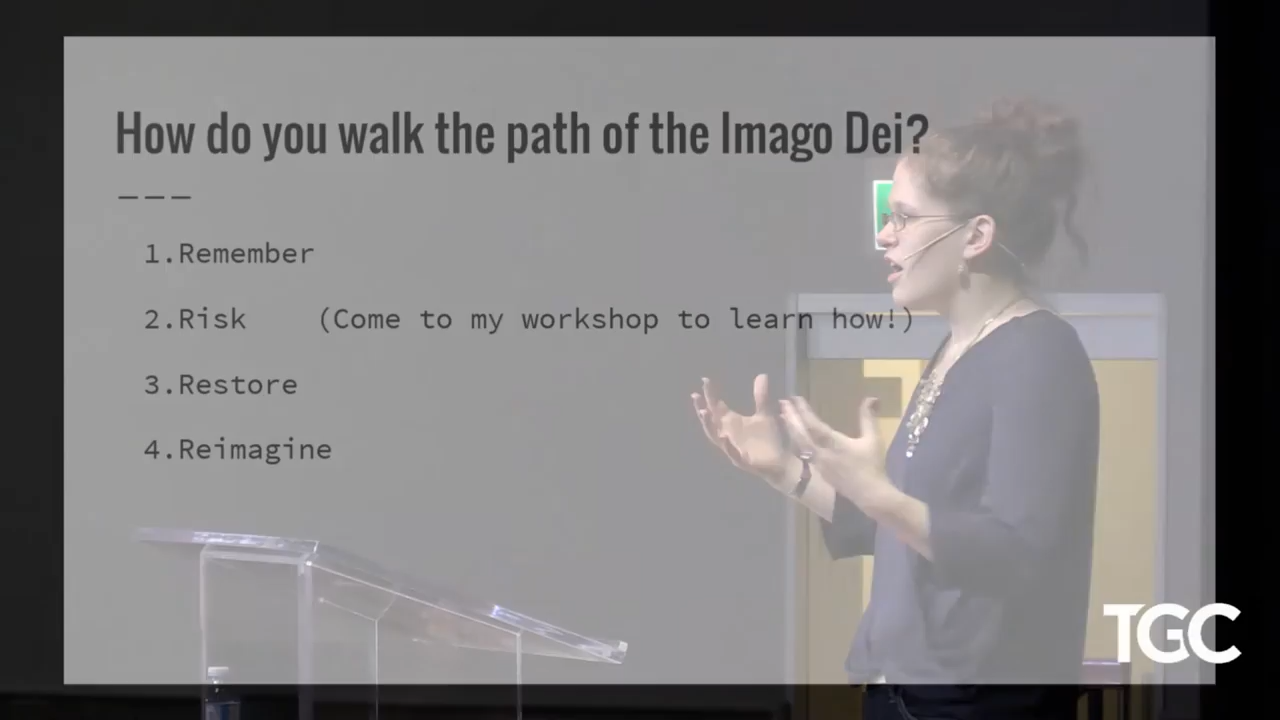 How do you walk the path of the Imago Dei?
---
1.Remember
2.Risk (Come to my workshop to learn how!)
3.Restore
4.Reimagine
TGC